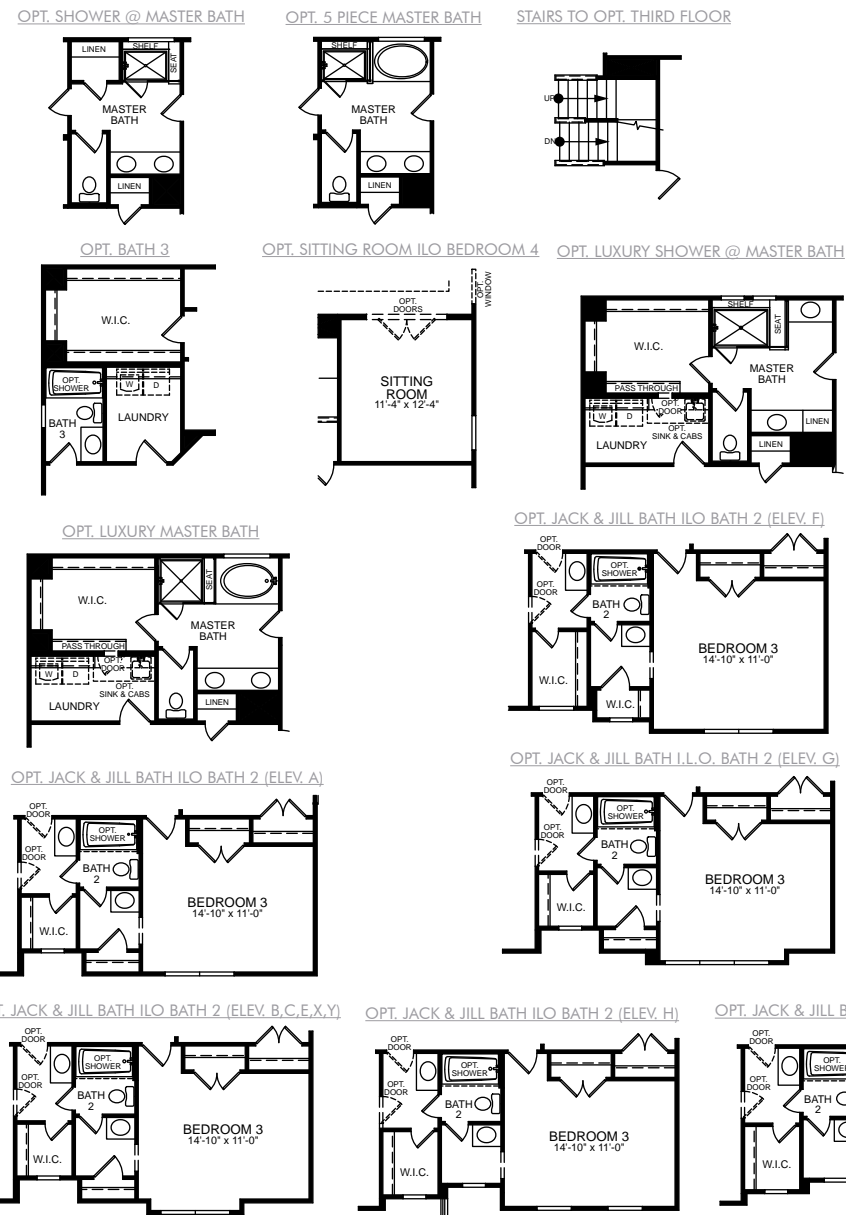 OPT. SHOWER @ MASTER BATH
LINEN
SHELF
SEAT
MASTER
BATH
LINEN
OPT. 5 PIECE MASTER BATH
SHELF
MASTER
BATH
LINEN
STAIRS TO OPT. THIRD FLOOR
UP
DN
OPT. BATH 3
W.I.C.
OPT.
SHOWER
W
D
BATH
3
LAUNDRY
OPT. SITTING ROOM ILO BEDROOM 4
OPT.
DOORS
OPT.
WINDOW
SITTING
ROOM
11'-4" x 12'-4"
OPT. LUXURY SHOWER @ MASTER BATH
SHELF
SEAT
W.I.C.
MASTER
BATH
PASS THROUGH
W
D
OPT.
DOOR
OPT.
SINK & CABS
LAUNDRY
LINEN
LINEN
OPT. LUXURY MASTER BATH
SEAT
W.I.C.
MASTER
BATH
PASS THROUGH
W
D
OPT.
DOOR
OPT.
SINK & CABS
LAUNDRY
LINEN
OPT. JACK & JILL BATH ILO BATH 2 (ELEV. F)
OPT.
DOOR
OPT.
SHOWER
OPT.
DOOR
BATH
2
BEDROOM 3
14'-10" x 11'-0"
W.I.C.
W.I.C.
OPT. JACK & JILL BATH ILO BATH 2 (ELEV. A)
OPT.
DOOR
OPT.
SHOWER
OPT.
DOOR
BATH
2
BEDROOM 3
14'-10" x 11'-0"
W.I.C.
OPT. JACK & JILL BATH I.L.O. BATH 2 (ELEV. G)
OPT.
DOOR
OPT.
SHOWER
OPT.
DOOR
BATH
2
BEDROOM 3
14'-10" x 11'-0"
W.I.C.
T. JACK & JILL BATH ILO BATH 2 (ELEV. B,C,E,X,Y)
OPT.
DOOR
OPT.
SHOWER
OPT.
DOOR
BATH
2
BEDROOM 3
14'-10" x 11'-0"
W.I.C.
OPT. JACK & JILL BATH ILO BATH 2 (ELEV. H)
OPT.
DOOR
OPT.
SHOWER
OPT.
DOOR
BATH
2
BEDROOM 3
14'-10" x 11'-0"
W.I.C.
OPT. JACK & JILL B
OPT.
DOOR
OPT.
SHOWER
OPT.
DOOR
BATH
2
W.I.C.